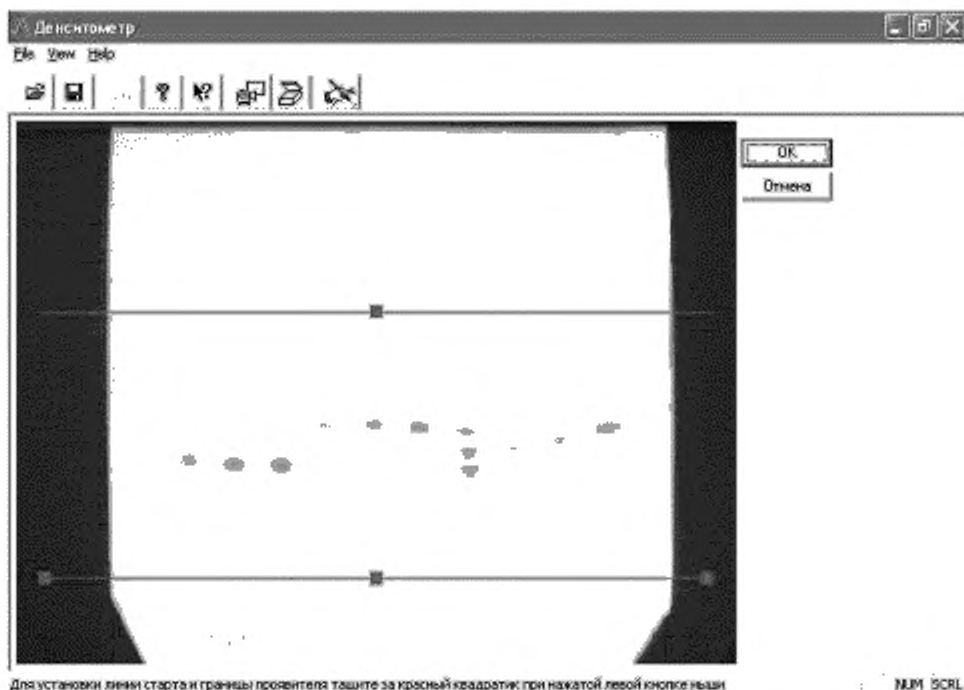 Денситометр
File View Help
OK
Отмена
Для установки линии старта и границы проявителя тащите за красный квадратик при нажатой левой кнопке мыши
NUM SCRL